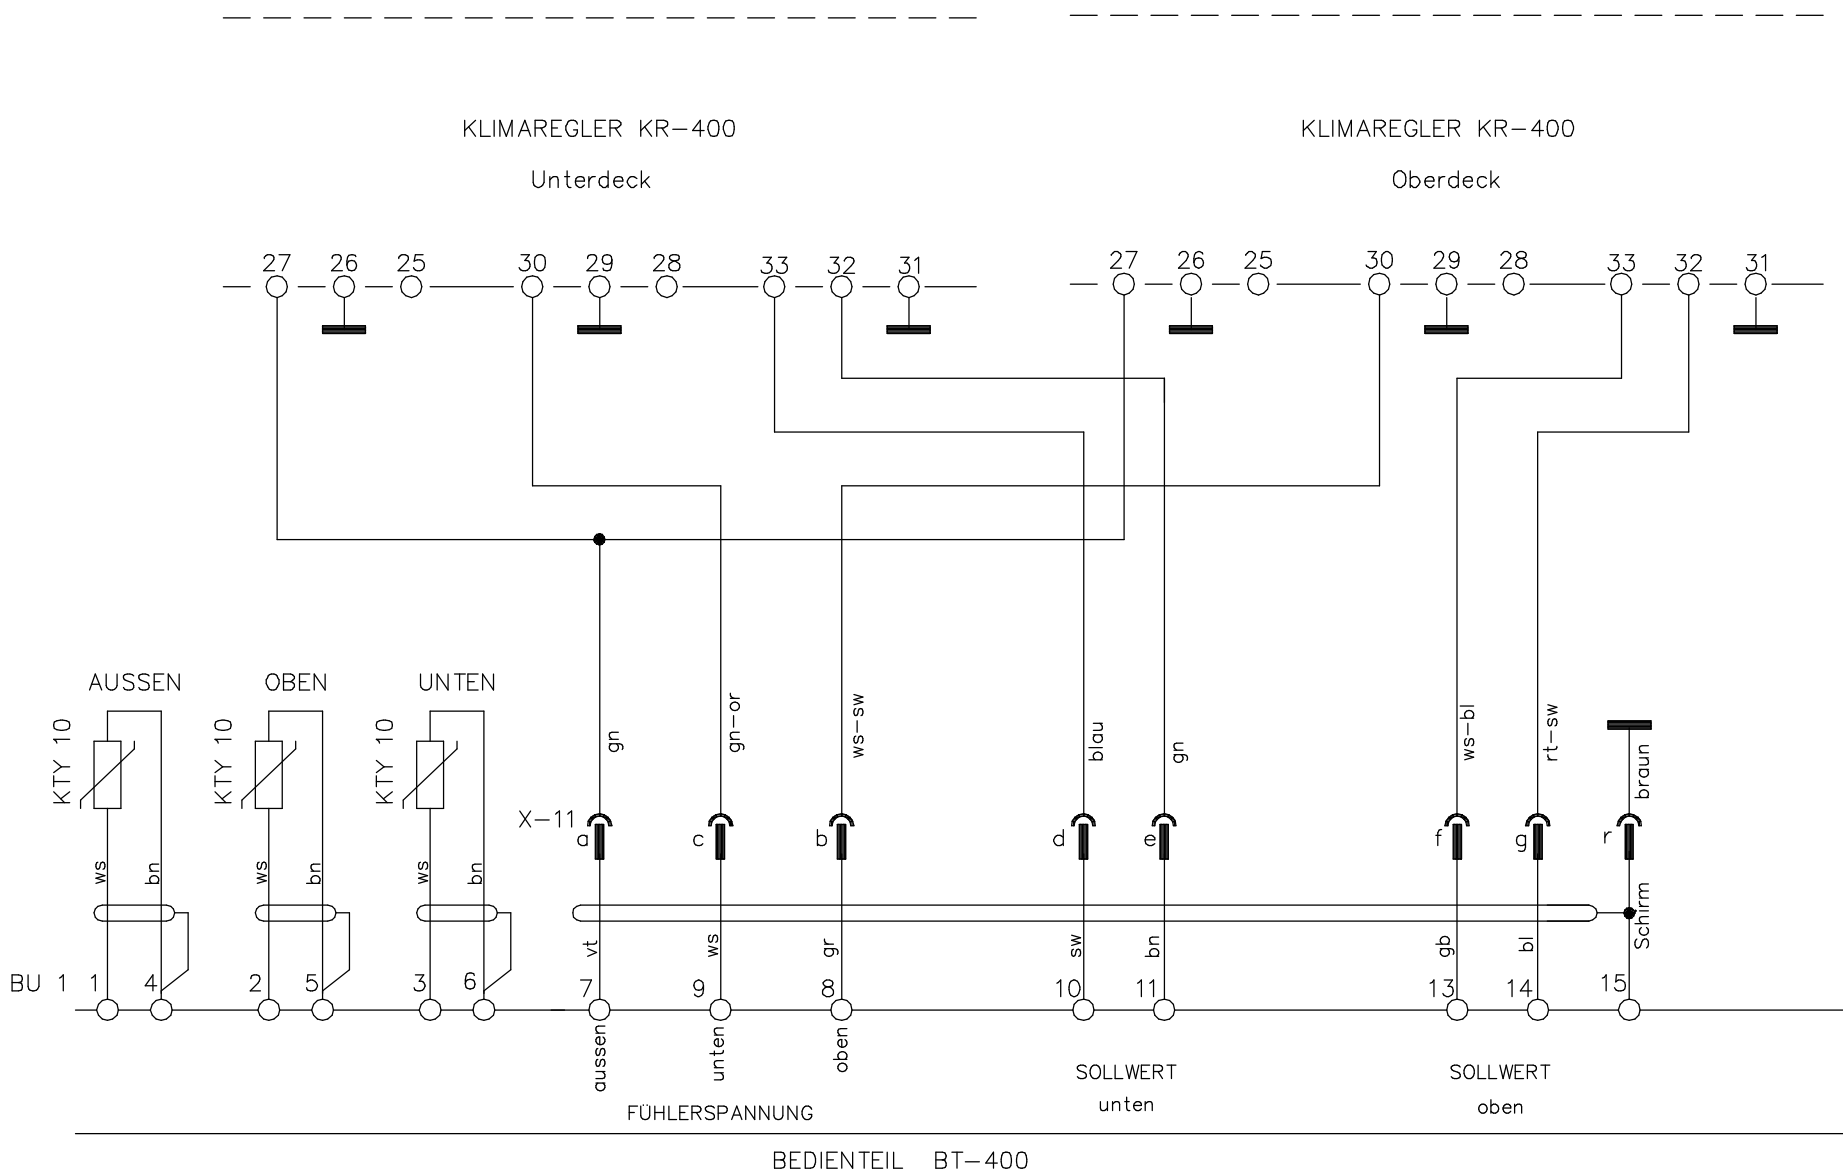 KLIMAREGLER KR-400
KLIMAREGLER KR-400
Unterdeck
Oberdeck
27 26 25 30 29 28 33 32 31
27 26 25 30 29 28 33 32 31
AUSSEN OBEN UNTEN
KTY 10
KTY 10
KTY 10
gn
gn-or
ws-sw
blau
gn
ws-bl
rt-sw
braun
X-11
a c b d e f g r
ws
bn
ws
bn
ws
bn
vt
ws
gr
sw
bn
gb
bl
Schirm
BU 1 1 4 2 5 3 6 7 9 8 10 11 13 14 15
aussen
unten
oben
SOLLWERT
unten
SOLLWERT
oben
FÜHLERSPANNUNG
BEDIENTEIL BT-400